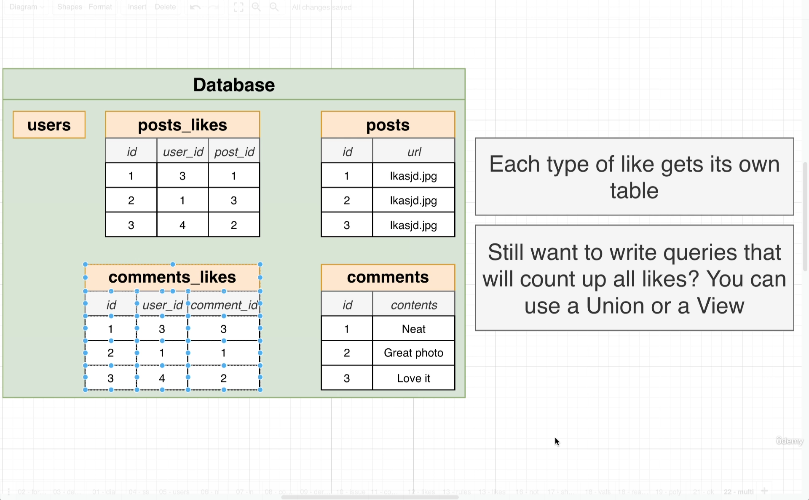 Diagram Shapes Format Insert Delete All changes saved
Database
users
posts_likes
id user_id post_id
1 3 1
2 1 3
3 4 2
posts
id url
1 lkasjd.jpg
2 lkasjd.jpg
3 lkasjd.jpg
Each type of like gets its own
table
Still want to write queries that
will count up all likes? You can
use a Union or a View
comments_likes
id user_id comment_id
1 3 3
2 1 1
3 4 2
comments
id contents
1 Neat
2 Great photo
3 Love it
Udemy